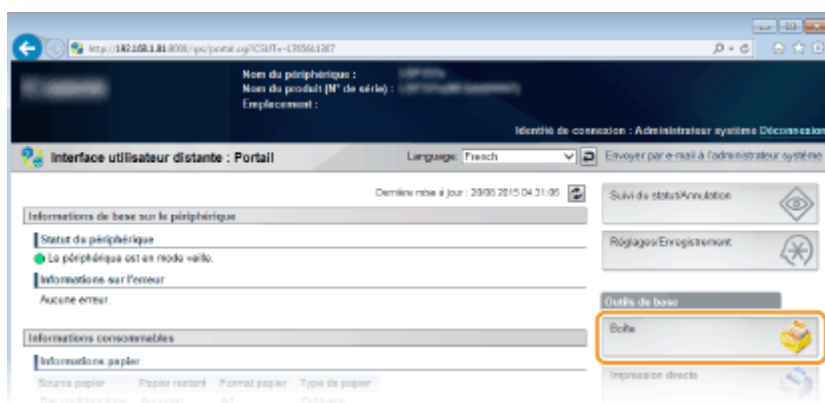 http://192.168.1.81:8000/rps/portal.cgi?CSUT=-1765611307
Nom du périphérique :
Nom du produit (N° de série) :
Emplacement :
Identité de connexion : Administrateur système Déconnexion
Interface utilisateur distante : Portail
Language: French
Envoyer par e-mail à l'administrateur système
Dernière mise à jour : 20/08 2015 04:31:06
Suivi du statut/Annulation
Informations de base sur le périphérique
Statut du périphérique
Réglages/Enregistrement
Le périphérique est en mode veille.
Informations sur l'erreur
Aucune erreur.
Outils de base
Boîte
Informations consommables
Informations papier
Impression directe
Source papier Papier restant Format papier Type de papier